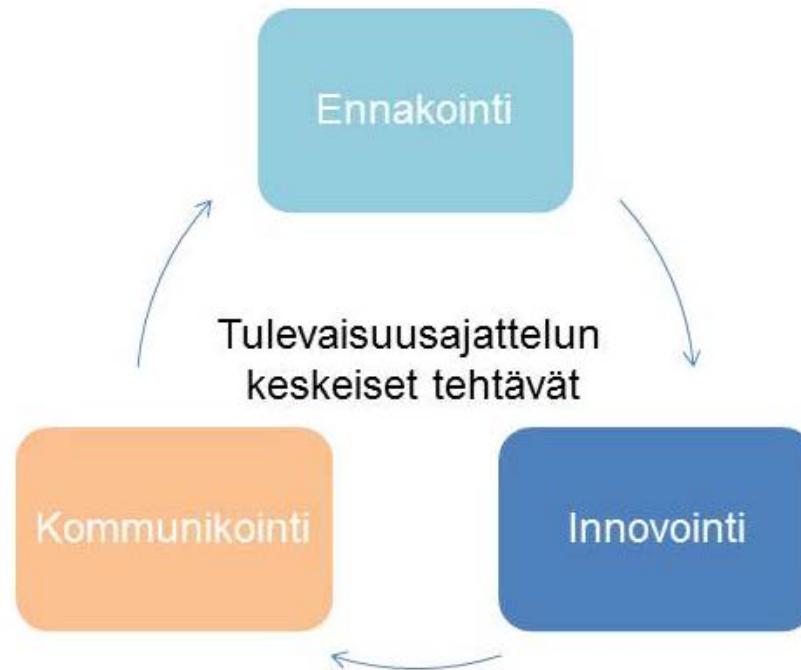 Ennakointi
Tulevaisuusajattelun
keskeiset tehtävät
Kommunikointi
Innovointi